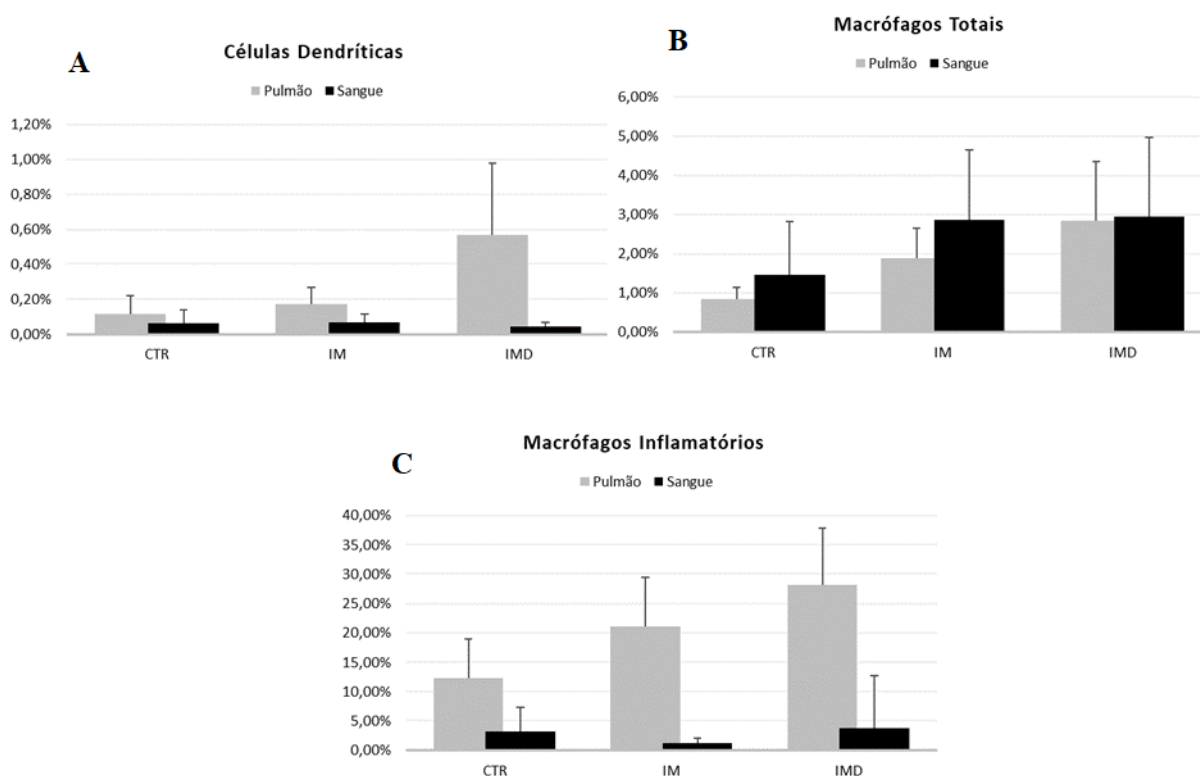 A
Células Dendríticas
Pulmão Sangue
1,20%
1,00%
0,80%
0,60%
0,40%
0,20%
0,00%
CTR IM IMD
B
Macrófagos Totais
Pulmão Sangue
6,00%
5,00%
4,00%
3,00%
2,00%
1,00%
0,00%
CTR IM IMD
C
Macrófagos Inflamatórios
Pulmão Sangue
40,00%
35,00%
30,00%
25,00%
20,00%
15,00%
10,00%
5,00%
0,00%
CTR IM IMD